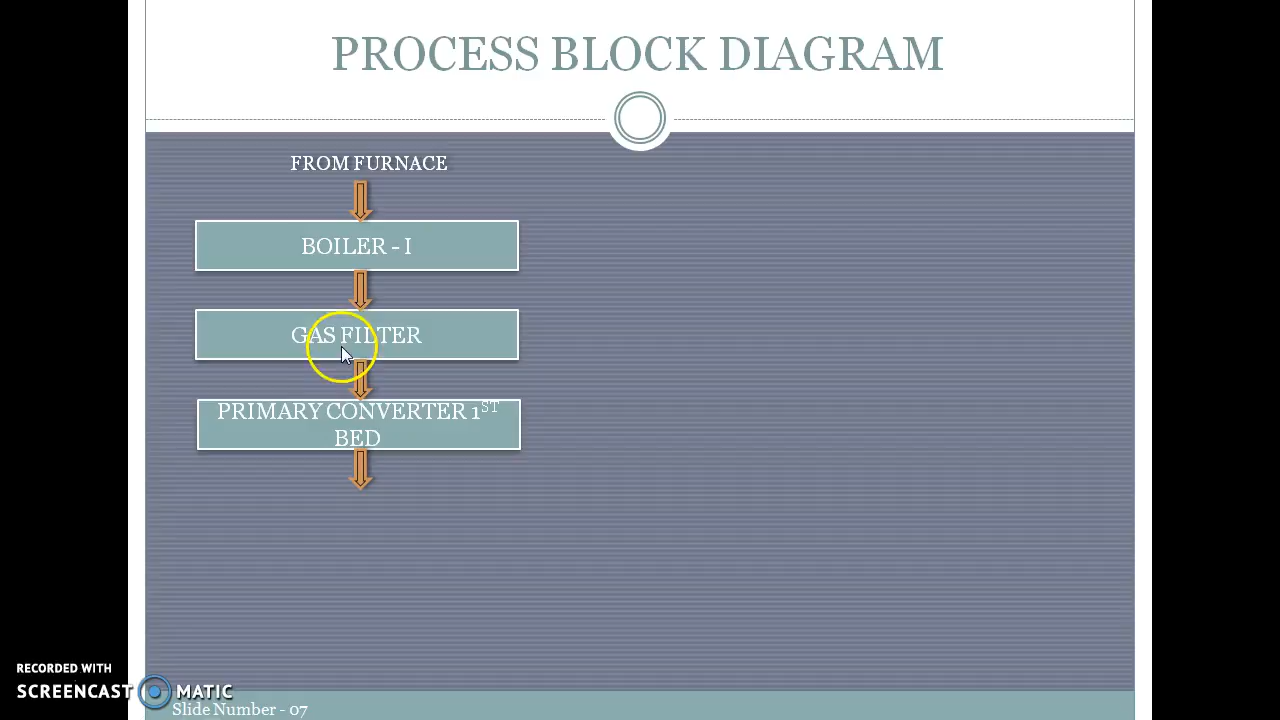 PROCESS BLOCK DIAGRAM
FROM FURNACE
BOILER - I
GAS FILTER
PRIMARY CONVERTER 1ST
BED
RECORDED WITH
SCREENCAST MATIC
Slide Number - 07